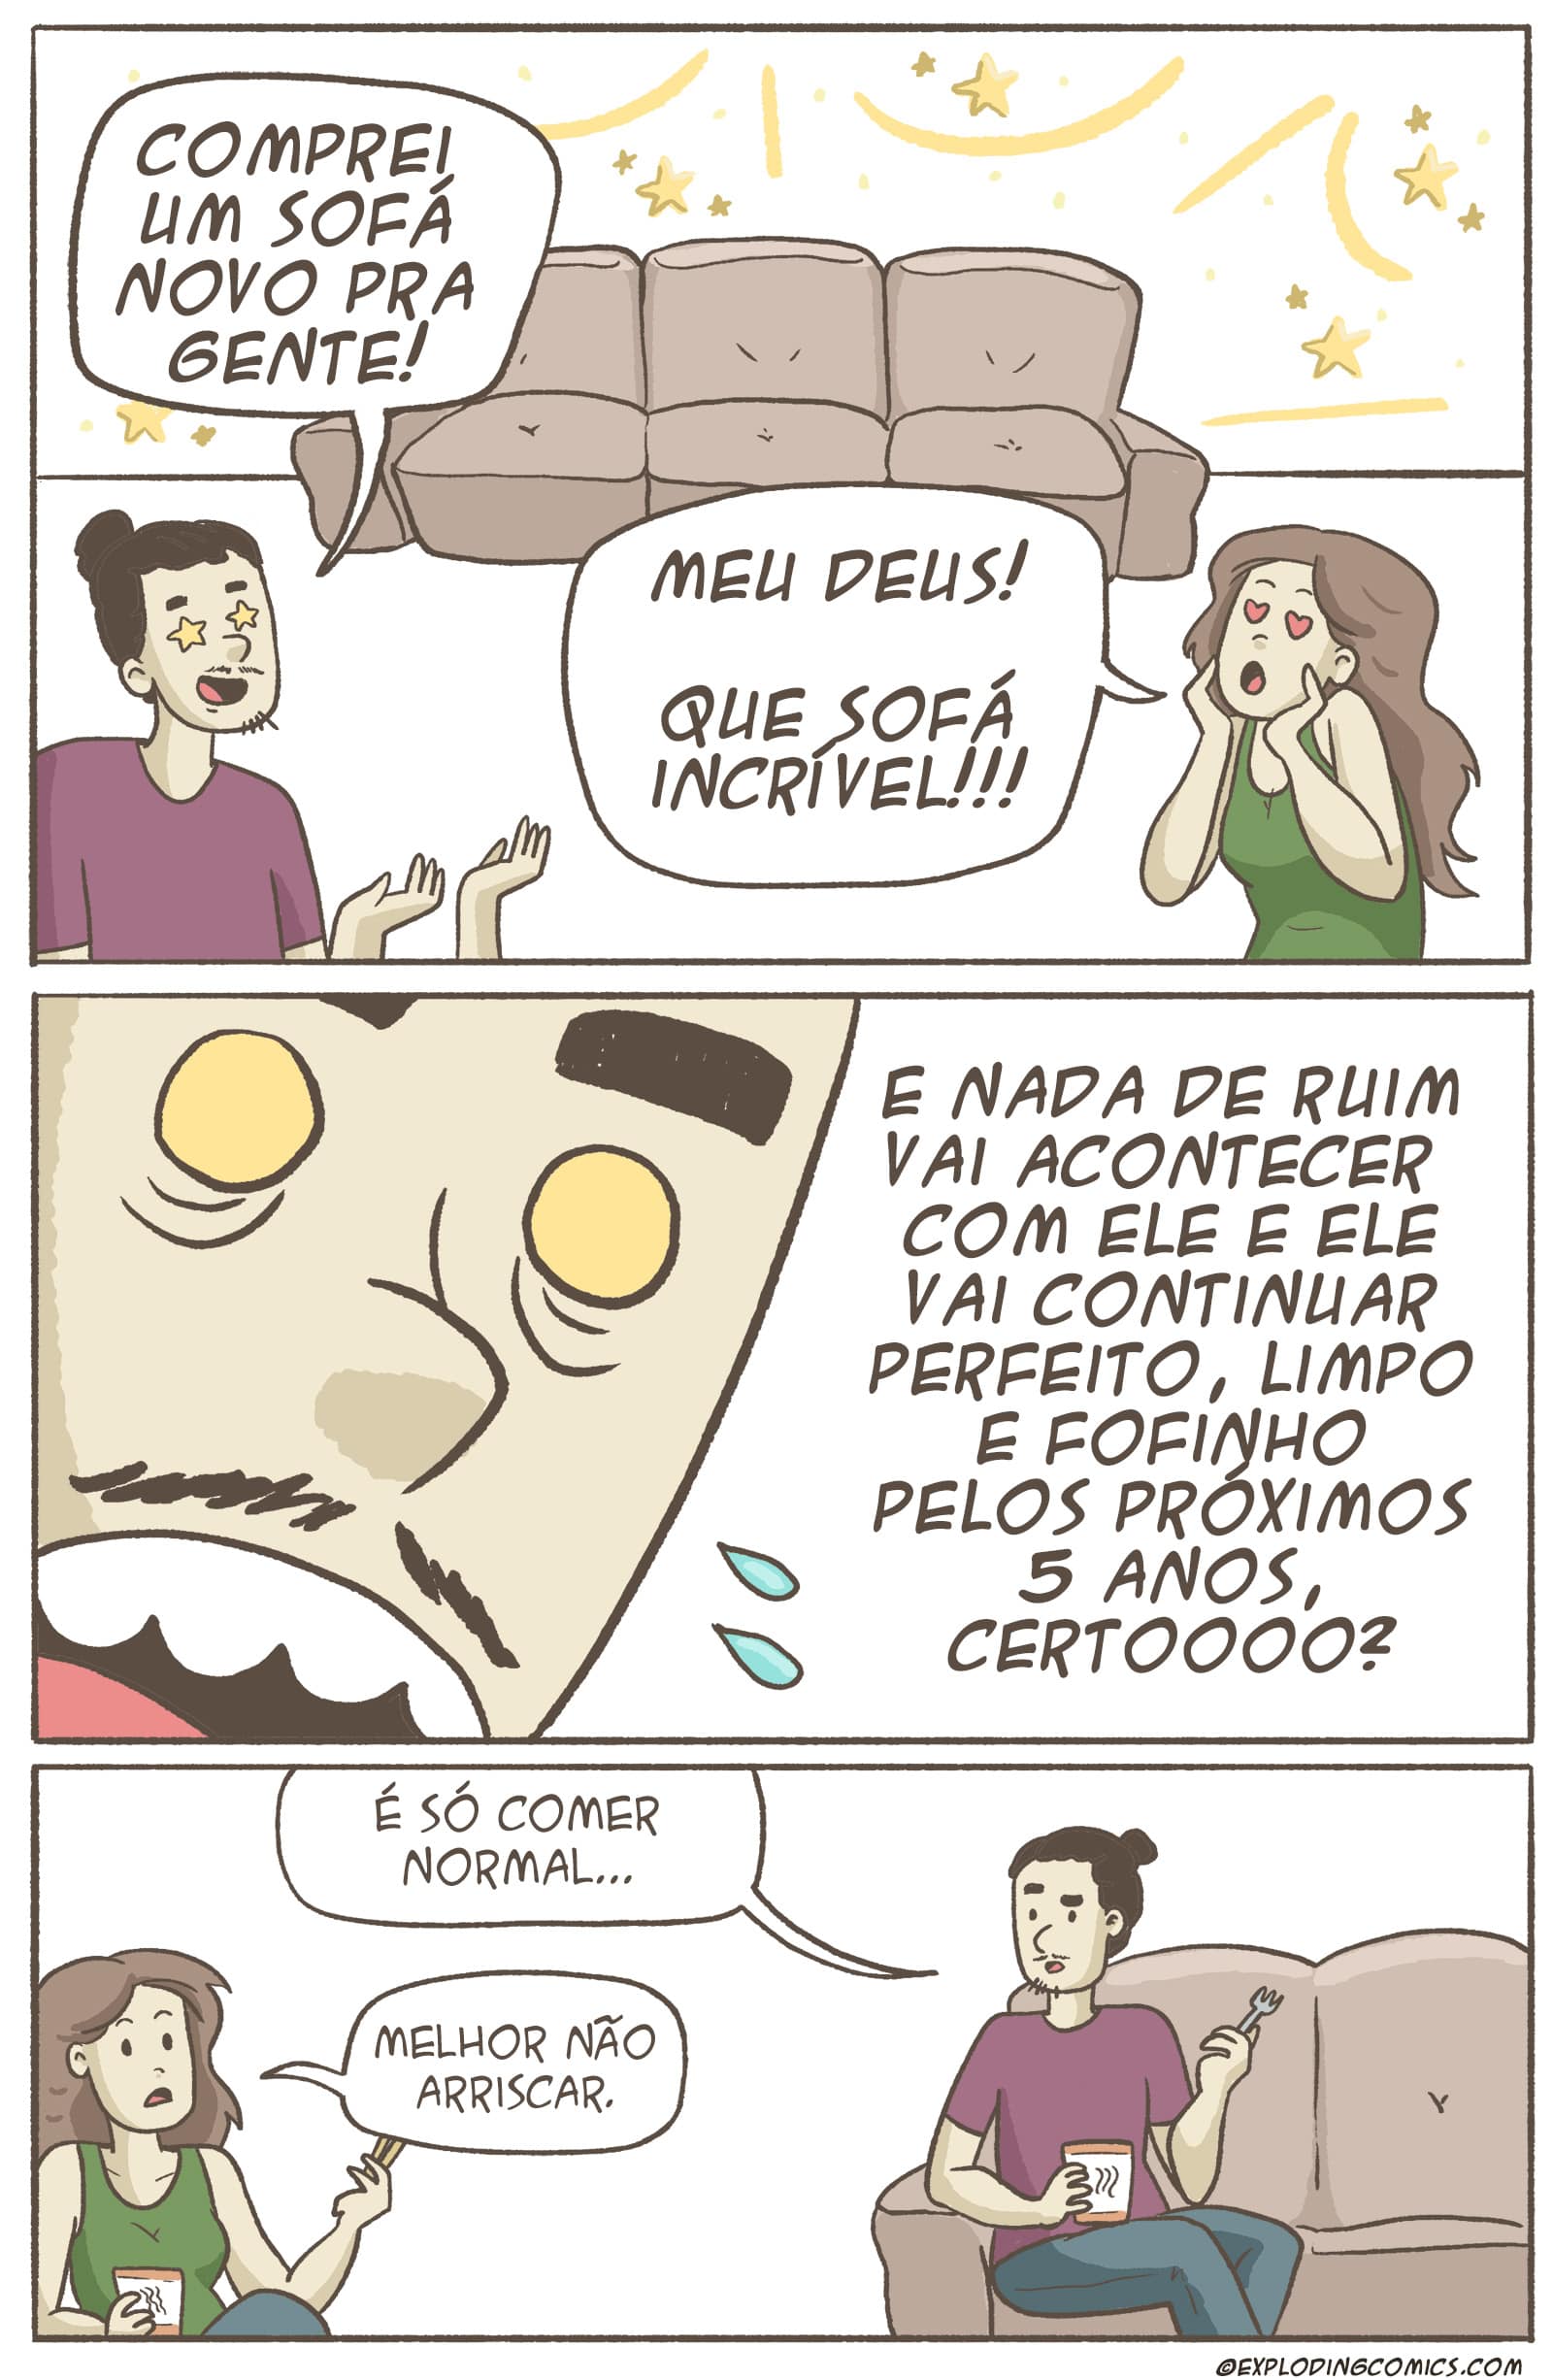 COMPREI
UM SOFÁ
NOVO PRA
GENTE!
MEU DEUS!
QUE SOFÁ
INCRÍVEL!!!
E NADA DE RUIM
VAI ACONTECER
COM ELE E ELE
VAI CONTINUAR
PERFEITO, LIMPO
E FOFINHO
PELOS PRÓXIMOS
5 ANOS,
CERTOOOO?
É SÓ COMER
NORMAL...
MELHOR NÃO
ARRISCAR.
©EXPLODINGCOMICS.COM